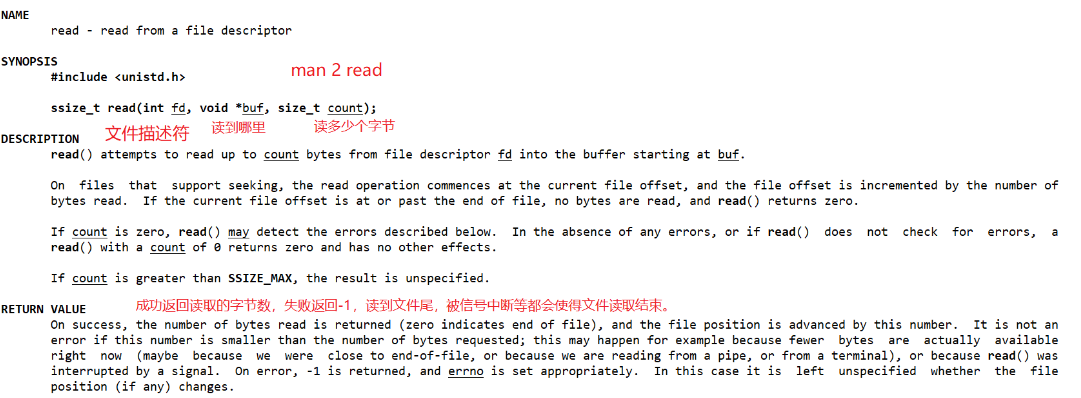 NAME
read - read from a file descriptor
SYNOPSIS
#include <unistd.h>
man 2 read
ssize_t read(int fd, void *buf, size_t count);
文件描述符 读到哪里 读多少个字节
DESCRIPTION
read() attempts to read up to count bytes from file descriptor fd into the buffer starting at buf.
On files that support seeking, the read operation commences at the current file offset, and the file offset is incremented by the number of
bytes read. If the current file offset is at or past the end of file, no bytes are read, and read() returns zero.
If count is zero, read() may detect the errors described below. In the absence of any errors, or if read() does not check for errors, a
read() with a count of 0 returns zero and has no other effects.
If count is greater than SSIZE_MAX, the result is unspecified.
RETURN VALUE
成功返回读取的字节数，失败返回-1，读到文件尾，被信号中断等都会使得文件读取结束。
On success, the number of bytes read is returned (zero indicates end of file), and the file position is advanced by this number. It is not an
error if this number is smaller than the number of bytes requested; this may happen for example because fewer bytes are actually available
right now (maybe because we were close to end-of-file, or because we are reading from a pipe, or from a terminal), or because read() was
interrupted by a signal. On error, -1 is returned, and errno is set appropriately. In this case it is left unspecified whether the file
position (if any) changes.